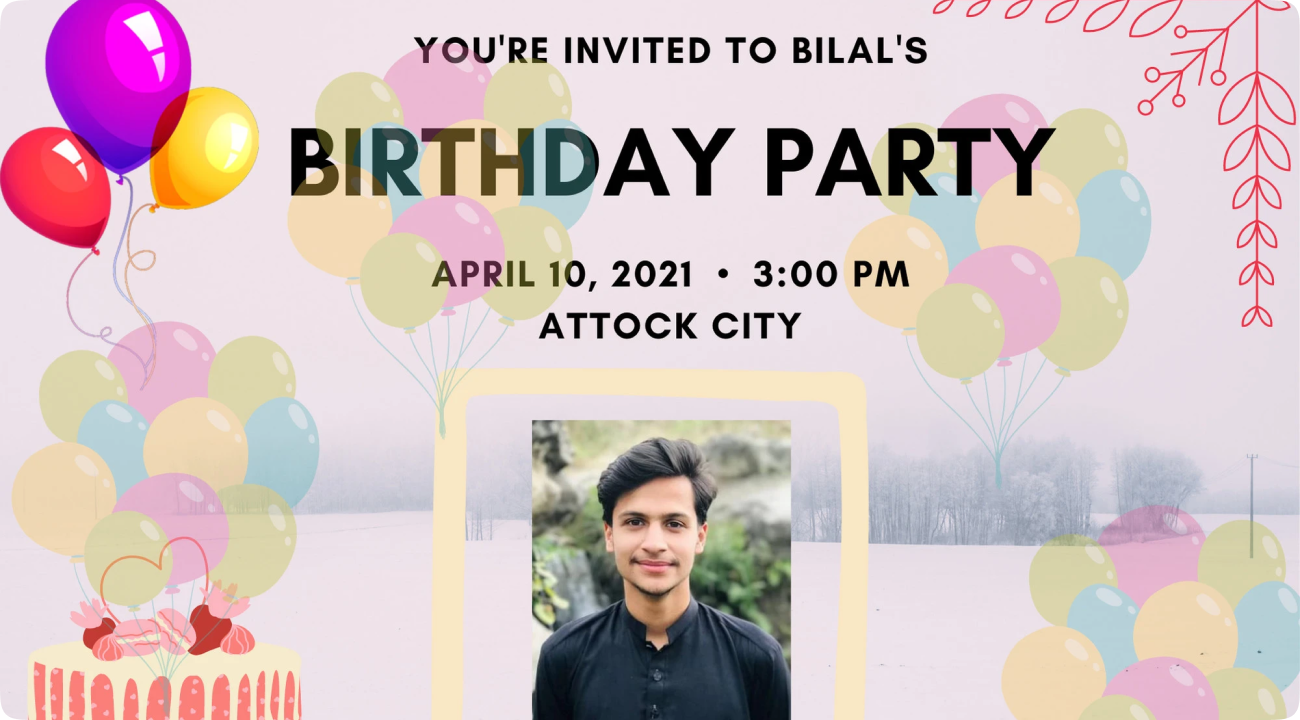 YOU'RE INVITED TO BILAL'S
BIRTHDAY PARTY
APRIL 10, 2021 • 3:00 PM
ATTOCK CITY